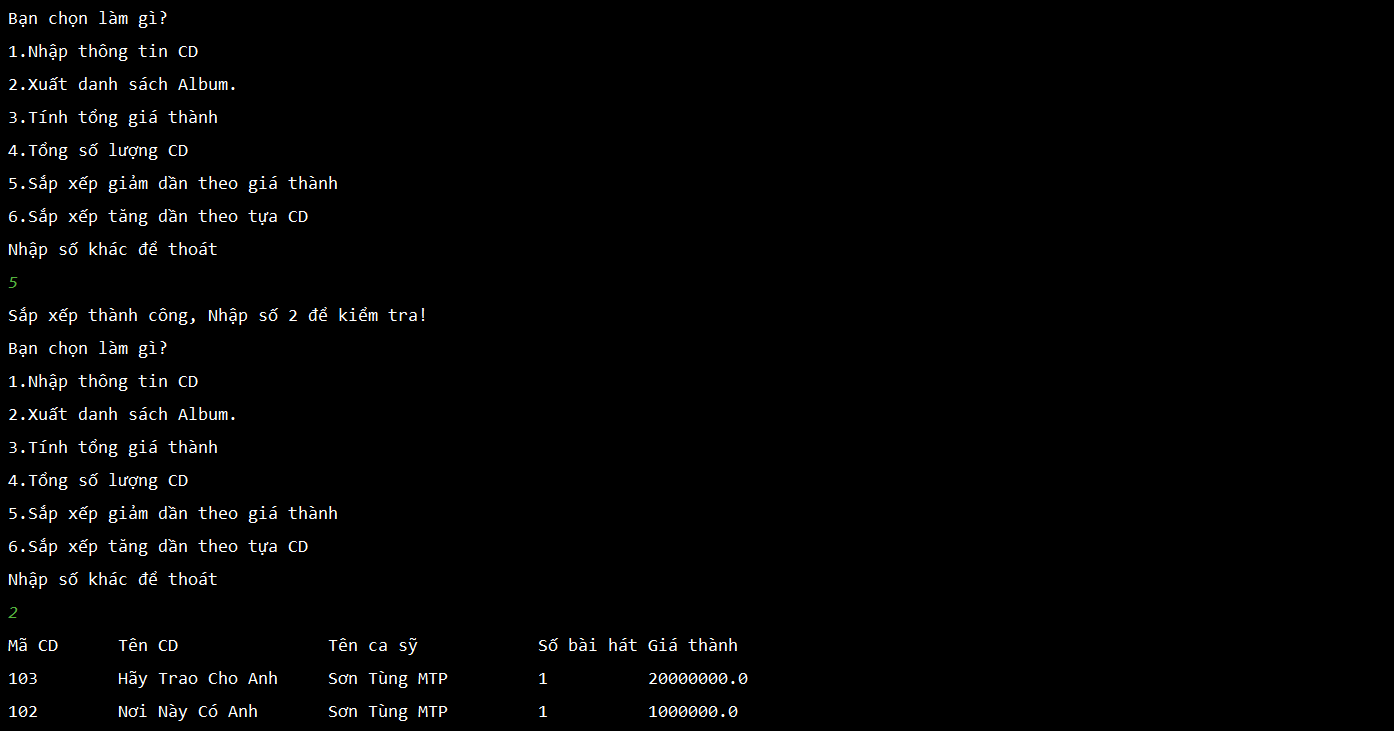 Bạn chọn làm gì?
1.Nhập thông tin CD
2.Xuất danh sách Album.
3.Tính tổng giá thành
4.Tổng số lượng CD
5.Sắp xếp giảm dần theo giá thành
6.Sắp xếp tăng dần theo tựa CD
Nhập số khác để thoát
5
Sắp xếp thành công, Nhập số 2 để kiểm tra!
Bạn chọn làm gì?
1.Nhập thông tin CD
2.Xuất danh sách Album.
3.Tính tổng giá thành
4.Tổng số lượng CD
5.Sắp xếp giảm dần theo giá thành
6.Sắp xếp tăng dần theo tựa CD
Nhập số khác để thoát
2
Mã CD Tên CD Tên ca sỹ Số bài hát Giá thành
103 Hãy Trao Cho Anh Sơn Tùng MTP 1 20000000.0
102 Nơi Này Có Anh Sơn Tùng MTP 1 1000000.0